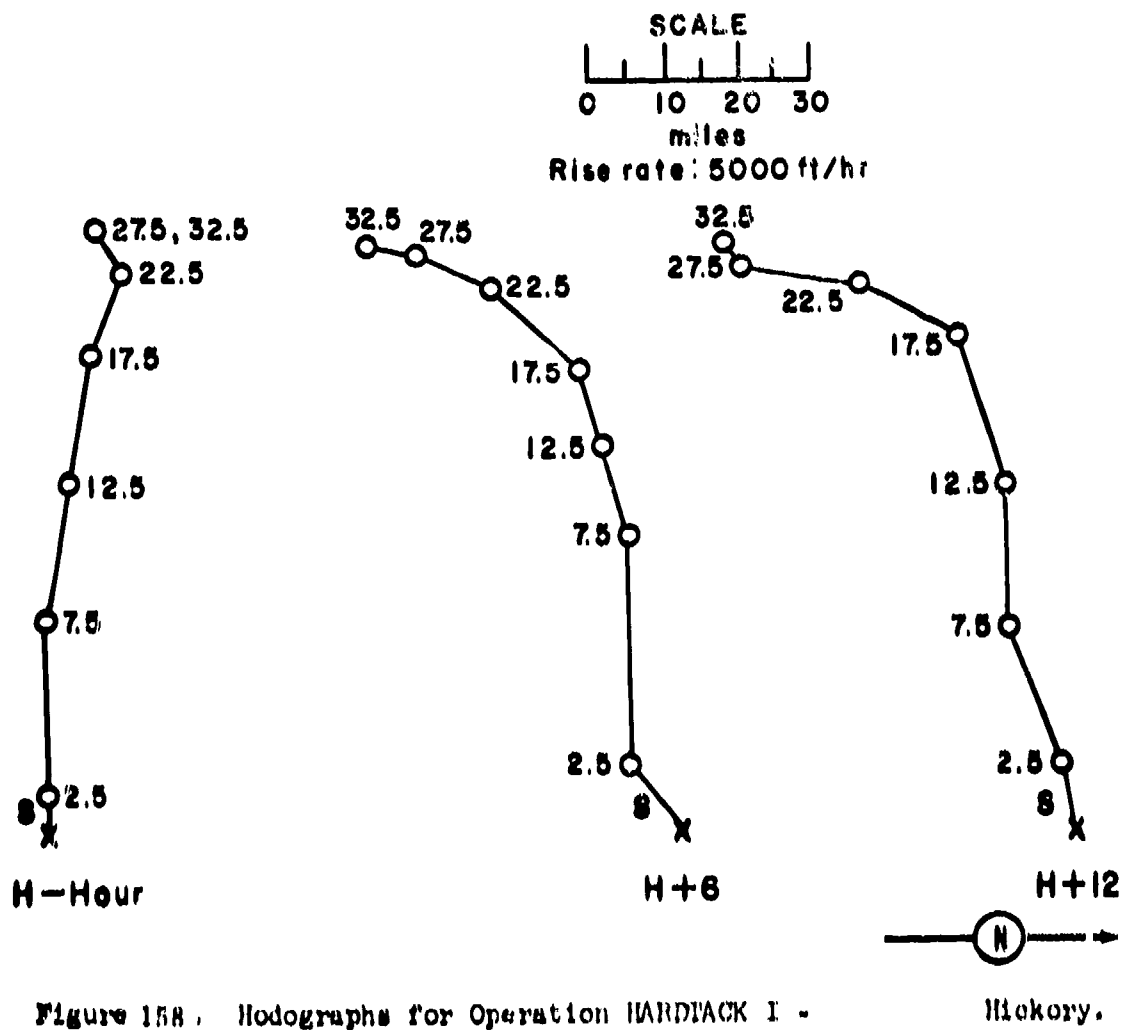 SCALE
0 10 20 30
miles
Rise rate: 5000 ft/hr
27.5, 32.5
22.5
17.5
12.5
7.5
2.5
S
X
H-Hour
32.5
27.5
22.5
17.5
12.5
7.5
2.5
S
X
H+6
32.5
27.5
22.5
17.5
12.5
7.5
2.5
S
X
H+12
N
Figure 158. Hodographs for Operation HARDTACK I - Hickory.